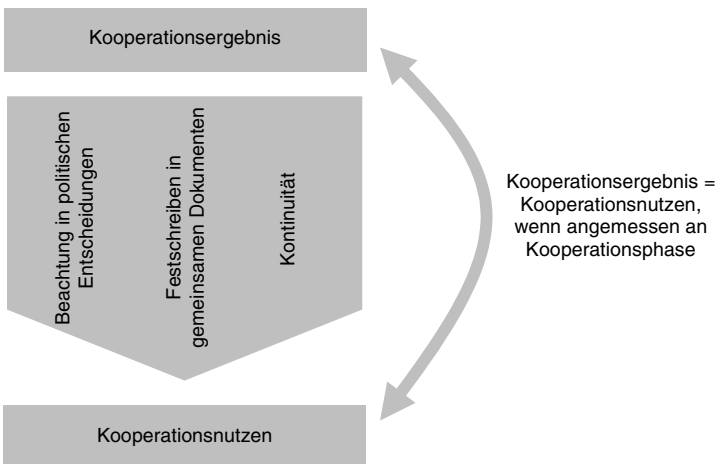 Kooperationsergebnis
Beachtung in politischen
Entscheidungen
Festschreiben in
gemeinsamen Dokumenten
Kontinuität
Kooperationsergebnis =
Kooperationsnutzen,
wenn angemessen an
Kooperationsphase
Kooperationsnutzen